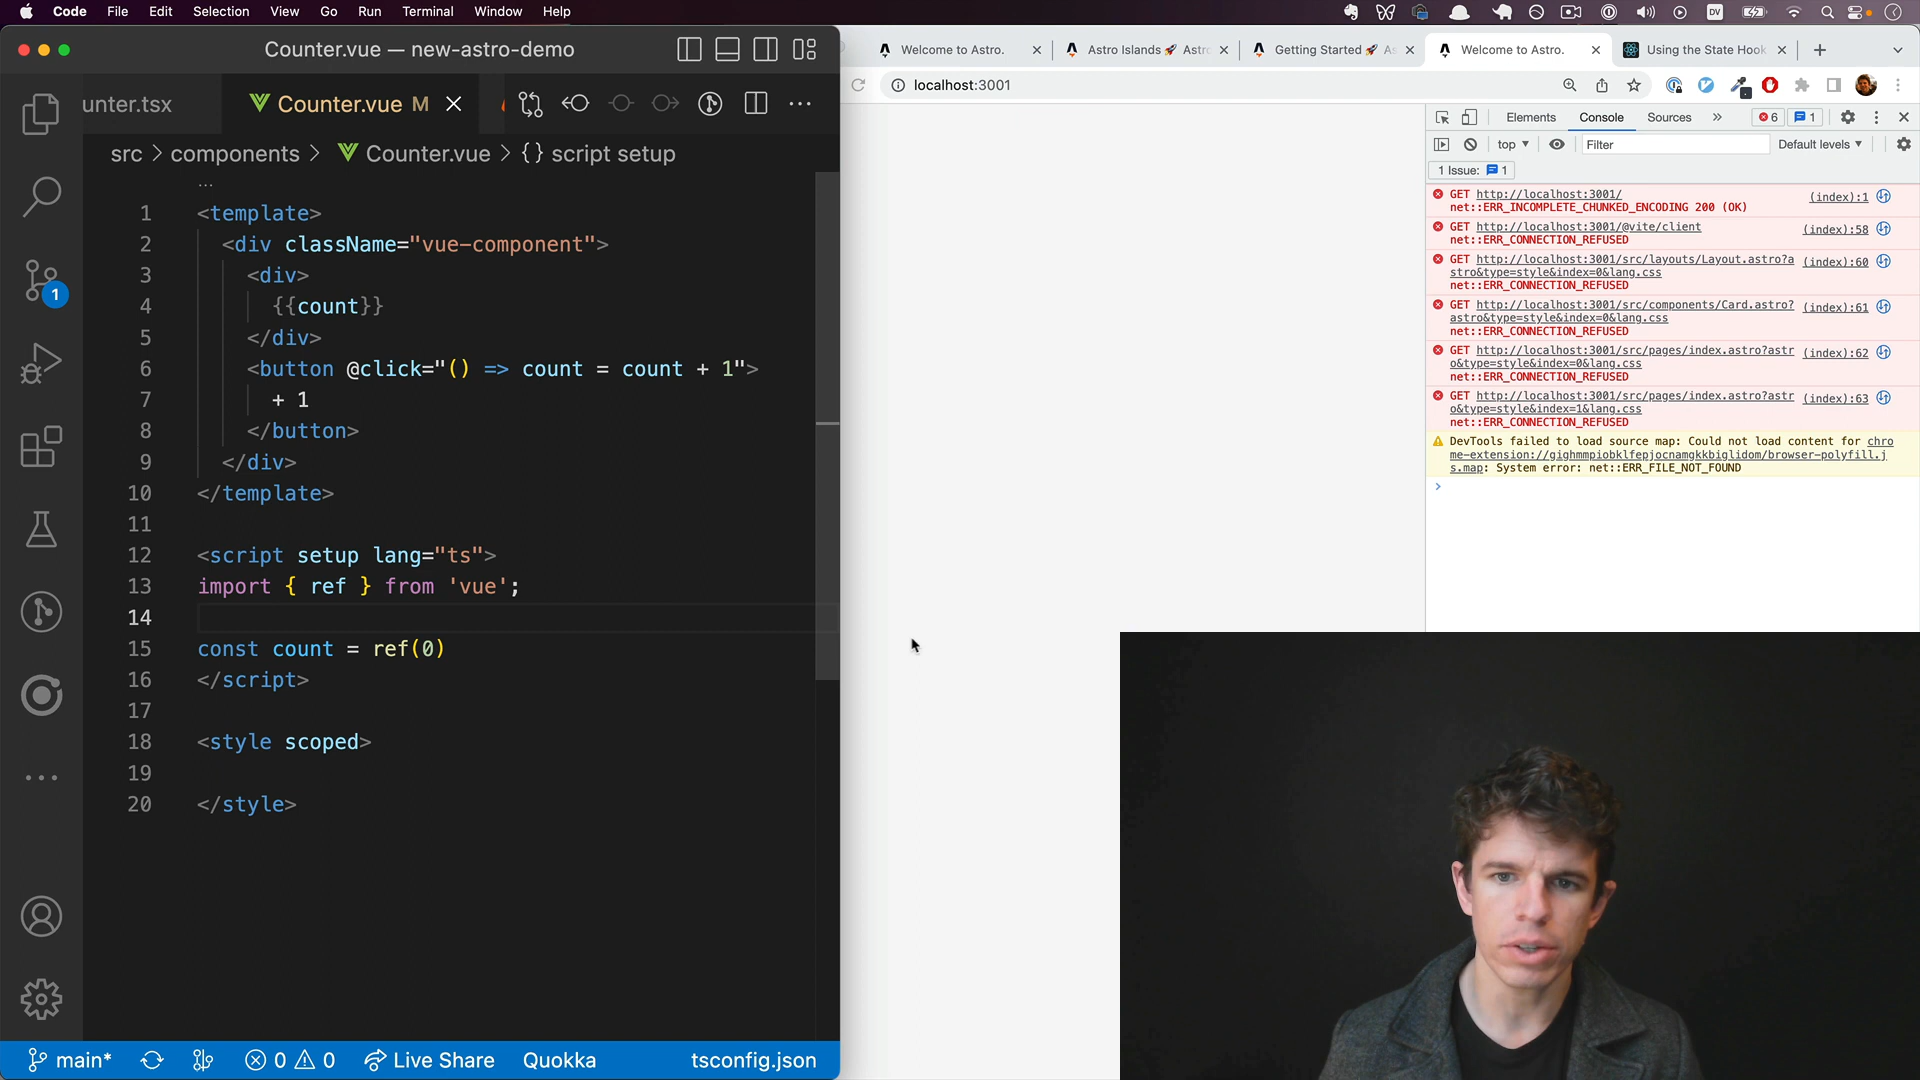 Code File Edit Selection View Go Run Terminal Window Help
DV
Counter.vue — new-astro-demo
Welcome to Astro.
Astro Islands 🚀 Astro
Getting Started 🚀 As
Welcome to Astro.
Using the State Hook
localhost:3001
unter.tsx
Counter.vue M
src > components > Counter.vue > {} script setup
...
1 <template>
2 <div className="vue-component">
3 <div>
4 {{count}}
5 </div>
6 <button @click="() => count = count + 1">
7 + 1
8 </button>
9 </div>
10 </template>
11
12 <script setup lang="ts">
13 import { ref } from 'vue';
14
15 const count = ref(0)
16 </script>
17
18 <style scoped>
19
20 </style>
1
main*
0 0
Live Share
Quokka
tsconfig.json
Elements Console Sources » 6 1
top ▼ Filter Default levels ▼
1 Issue: 1
GET http://localhost:3001/ (index):1
net::ERR_INCOMPLETE_CHUNKED_ENCODING 200 (OK)
GET http://localhost:3001/@vite/client (index):58
net::ERR_CONNECTION_REFUSED
GET http://localhost:3001/src/layouts/Layout.astro?a (index):60
stro&type=style&index=0&lang.css
net::ERR_CONNECTION_REFUSED
GET http://localhost:3001/src/components/Card.astro? (index):61
astro&type=style&index=0&lang.css
net::ERR_CONNECTION_REFUSED
GET http://localhost:3001/src/pages/index.astro?astr (index):62
o&type=style&index=0&lang.css
net::ERR_CONNECTION_REFUSED
GET http://localhost:3001/src/pages/index.astro?astr (index):63
o&type=style&index=1&lang.css
net::ERR_CONNECTION_REFUSED
DevTools failed to load source map: Could not load content for chro
me-extension://gighmmpiobklfepjocnamgkkbiglidom/browser-polyfill.j
s.map: System error: net::ERR_FILE_NOT_FOUND
>